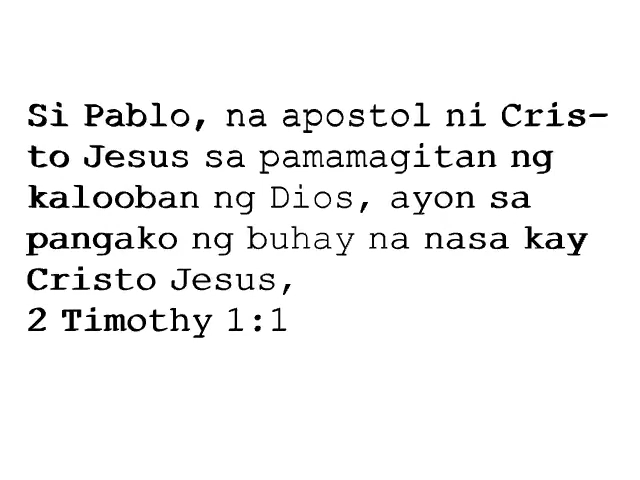 Si Pablo, na apostol ni Cris-
to Jesus sa pamamagitan ng
kalooban ng Dios, ayon sa
pangako ng buhay na nasa kay
Cristo Jesus,
2 Timothy 1:1